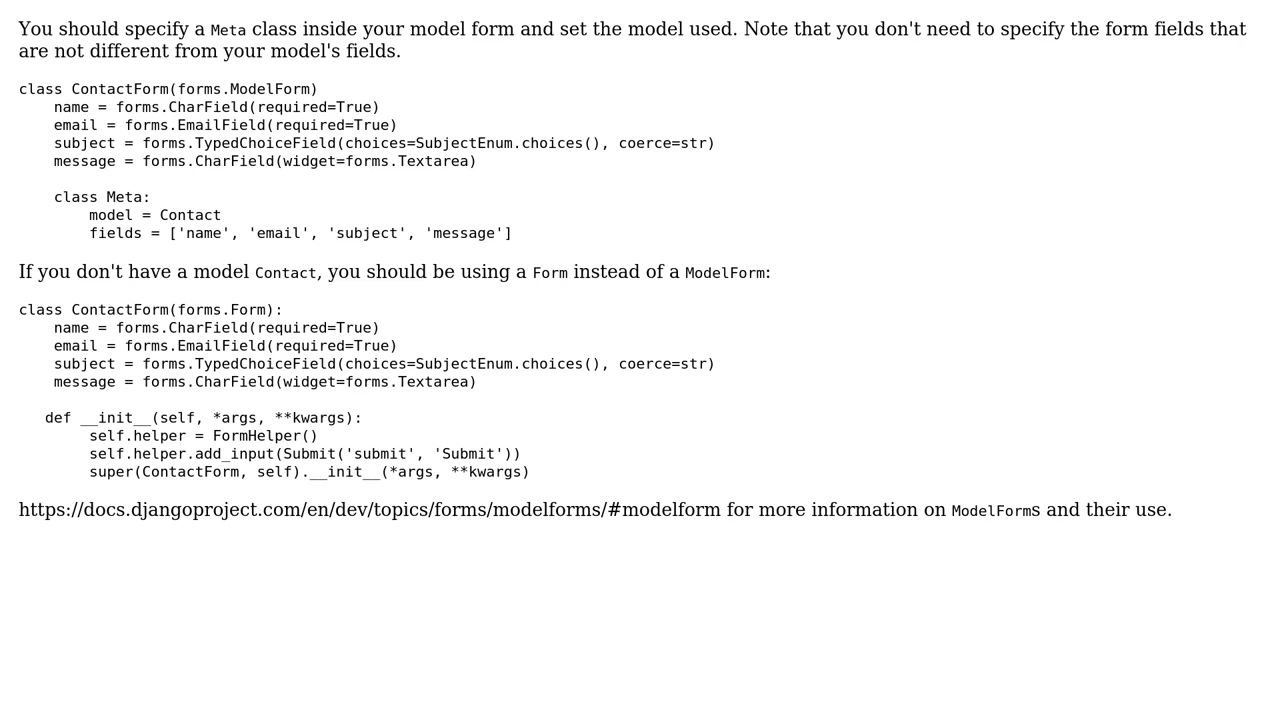 You should specify a Meta class inside your model form and set the model used. Note that you don't need to specify the form fields that
are not different from your model's fields.
class ContactForm(forms.ModelForm)
    name = forms.CharField(required=True)
    email = forms.EmailField(required=True)
    subject = forms.TypedChoiceField(choices=SubjectEnum.choices(), coerce=str)
    message = forms.CharField(widget=forms.Textarea)

    class Meta:
        model = Contact
        fields = ['name', 'email', 'subject', 'message']
If you don't have a model Contact, you should be using a Form instead of a ModelForm:
class ContactForm(forms.Form):
    name = forms.CharField(required=True)
    email = forms.EmailField(required=True)
    subject = forms.TypedChoiceField(choices=SubjectEnum.choices(), coerce=str)
    message = forms.CharField(widget=forms.Textarea)

   def __init__(self, *args, **kwargs):
        self.helper = FormHelper()
        self.helper.add_input(Submit('submit', 'Submit'))
        super(ContactForm, self).__init__(*args, **kwargs)
https://docs.djangoproject.com/en/dev/topics/forms/modelforms/#modelform for more information on ModelForms and their use.